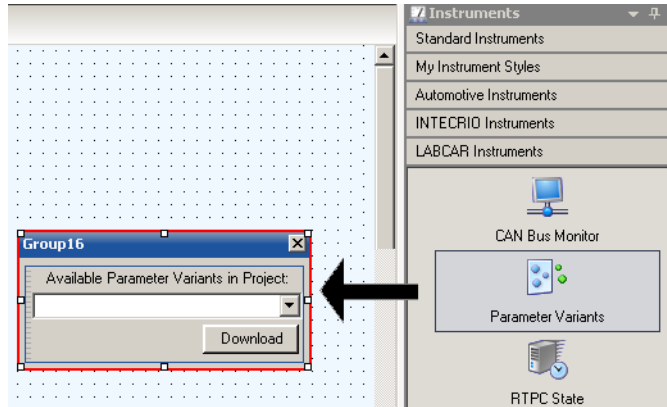 Instruments
Standard Instruments
My Instrument Styles
Automotive Instruments
INTECRIO Instruments
LABCAR Instruments
CAN Bus Monitor
Parameter Variants
RTPC State
Group16
Available Parameter Variants in Project:
Download